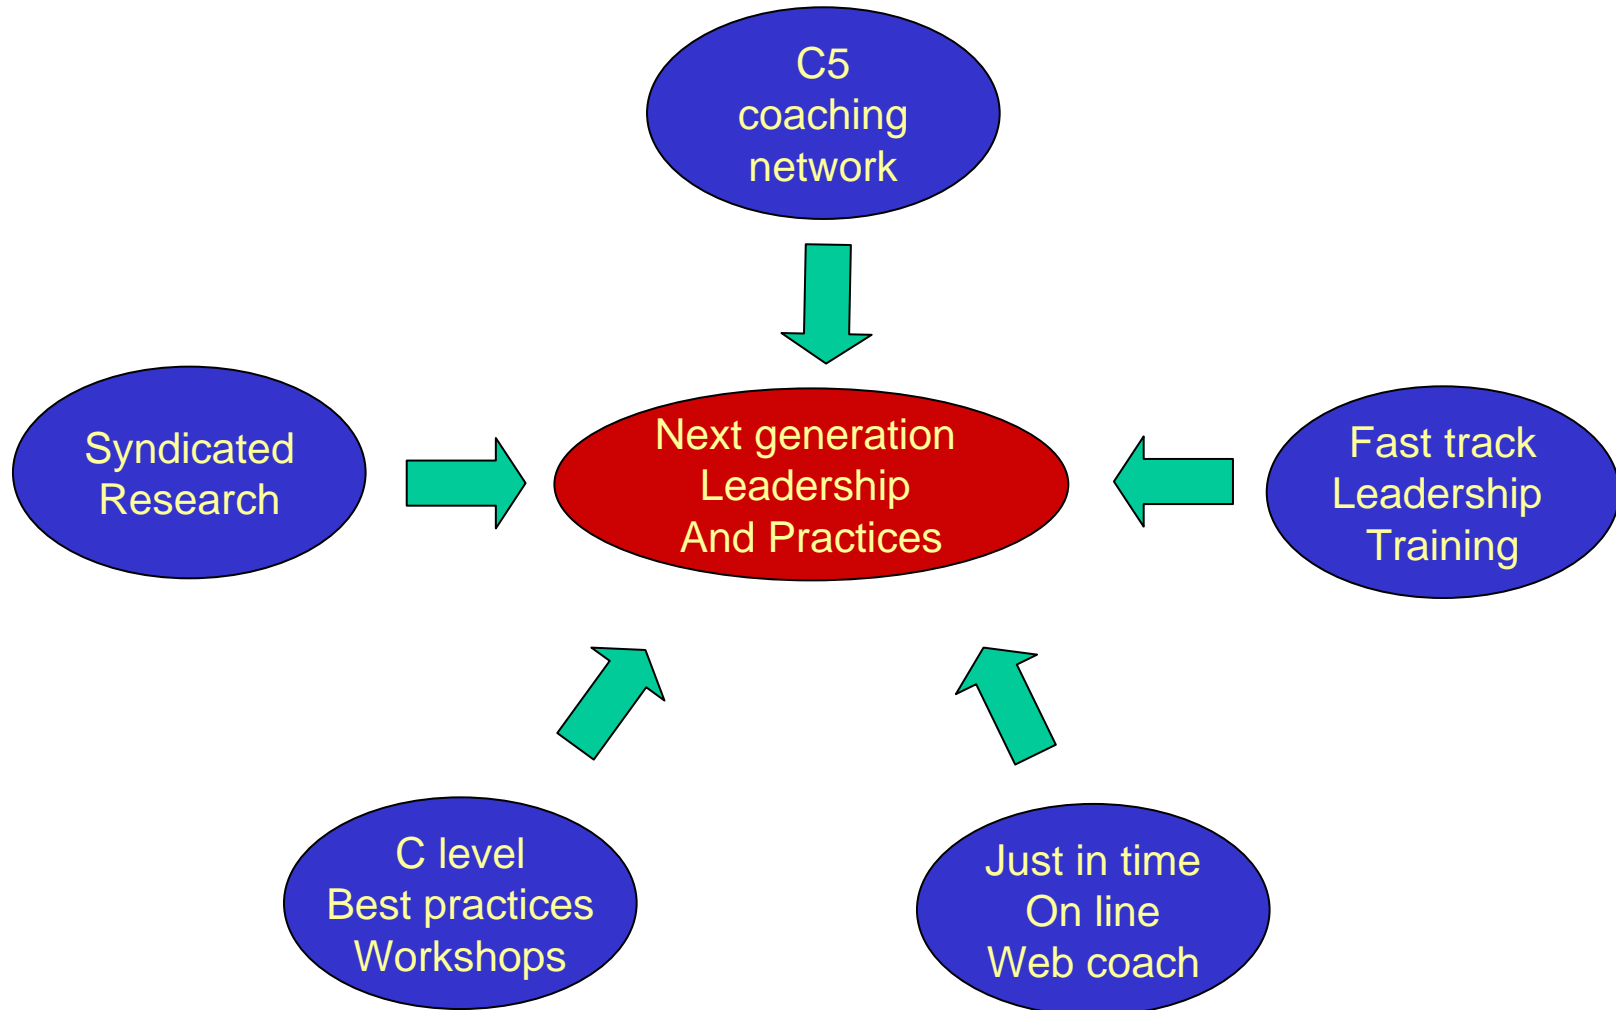 C5
coaching
network
Syndicated
Research
Next generation
Leadership
And Practices
Fast track
Leadership
Training
C level
Best practices
Workshops
Just in time
On line
Web coach